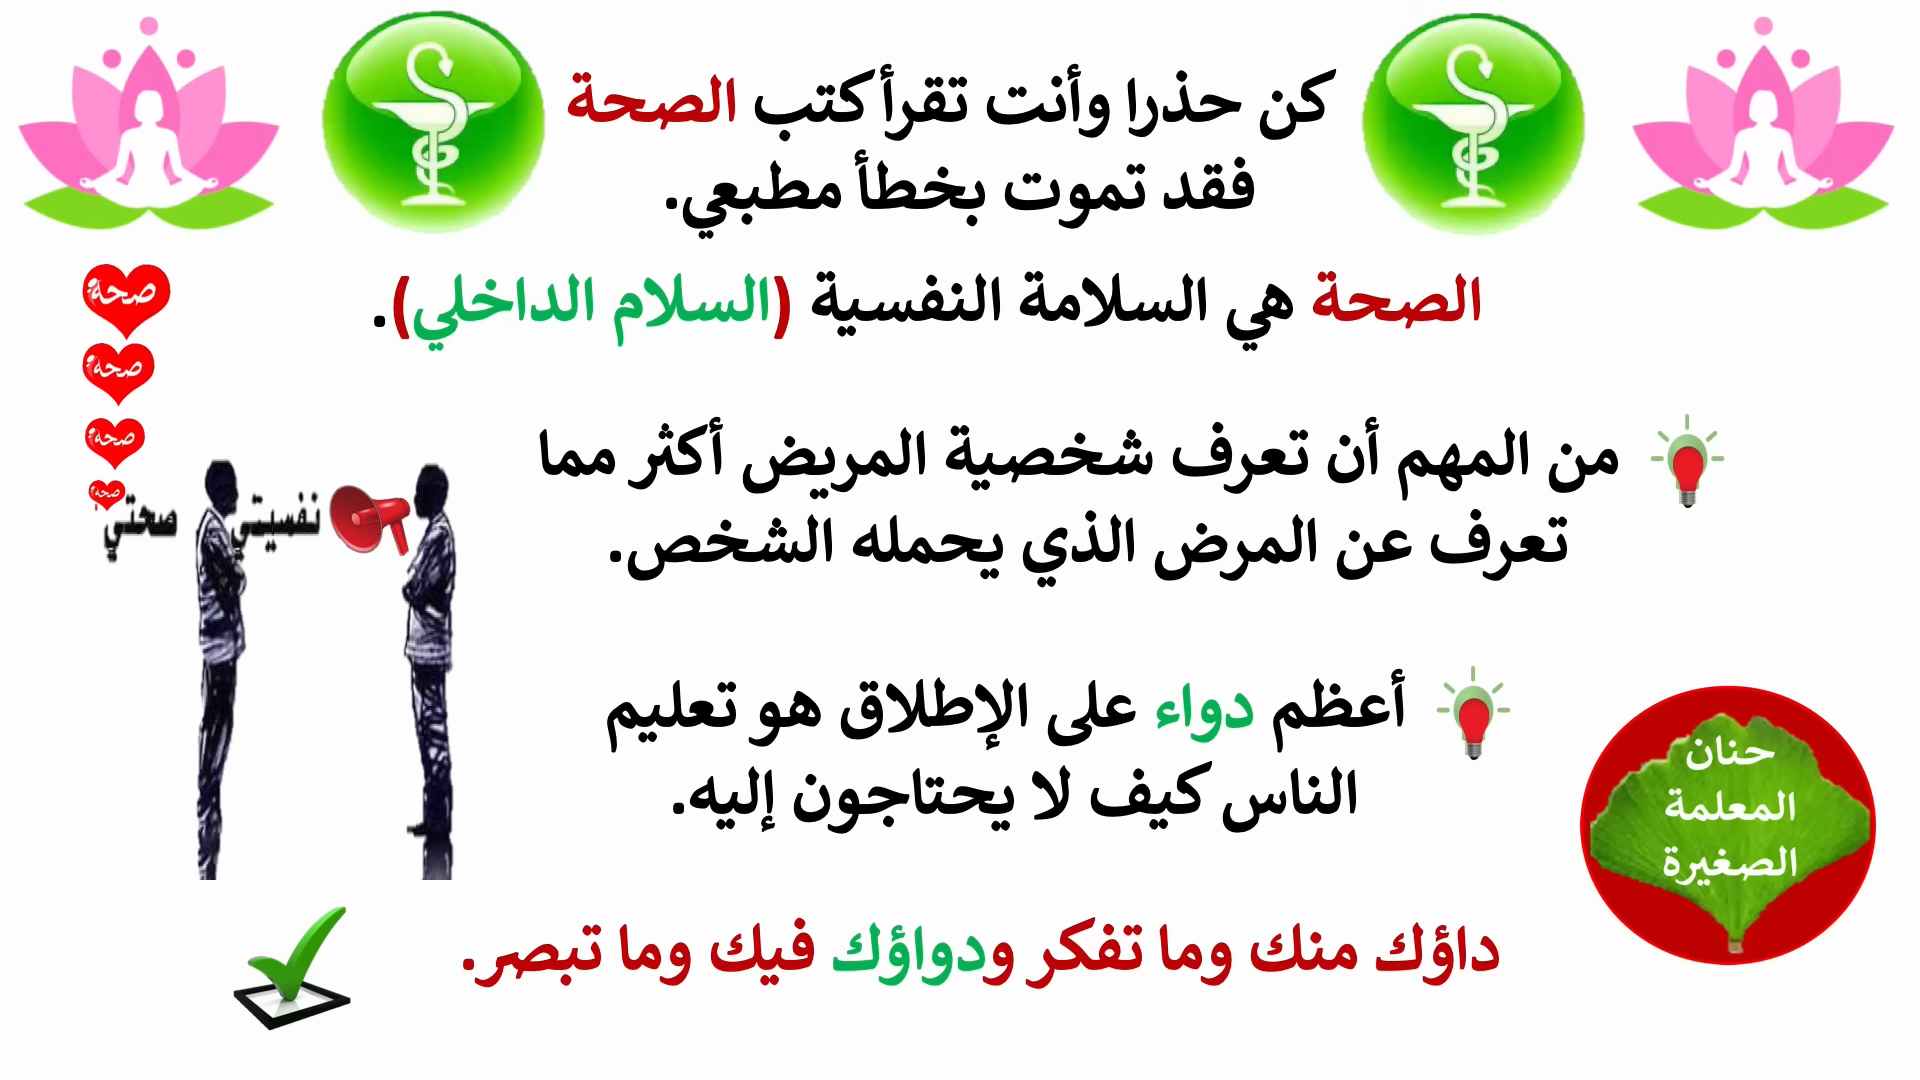 كن حذرا وأنت تقرأ كتب الصحة
فقد تموت بخطأ مطبعي.
الصحة هي السلامة النفسية (السلام الداخلي).
صحة
صحة
صحة
صحة
من المهم أن تعرف شخصية المريض أكثر مما
تعرف عن المرض الذي يحمله الشخص.
نفسيتي
صحتي
أعظم دواء على الإطلاق هو تعليم
الناس كيف لا يحتاجون إليه.
حنان
المعلمة
الصغيرة
داؤك منك وما تفكر ودواؤك فيك وما تبصر.